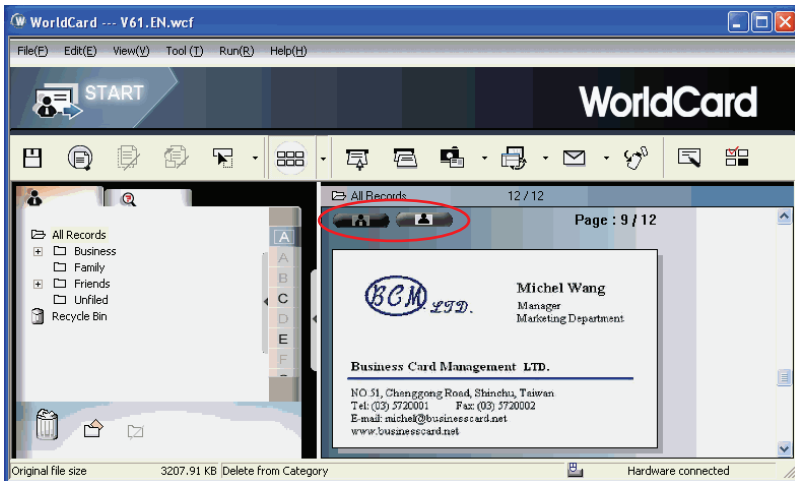 WorldCard --- V61.EN.wcf
File(F) Edit(E) View(V) Tool (T) Run(R) Help(H)
START
WorldCard
All Records 12 / 12
Page : 9 / 12
All Records
Business
Family
Friends
Unfiled
Recycle Bin
A
A
B
C
D
E
F
BCM. LTD.
Michel Wang
Manager
Marketing Department
Business Card Management LTD.
NO.51, Chenggong Road, Shinchu, Taiwan
Tel: (03) 5720001 Fax: (03) 5720002
E-mail: michel@businesscard.net
www.businesscard.net
Original file size 3207.91 KB Delete from Category Hardware connected